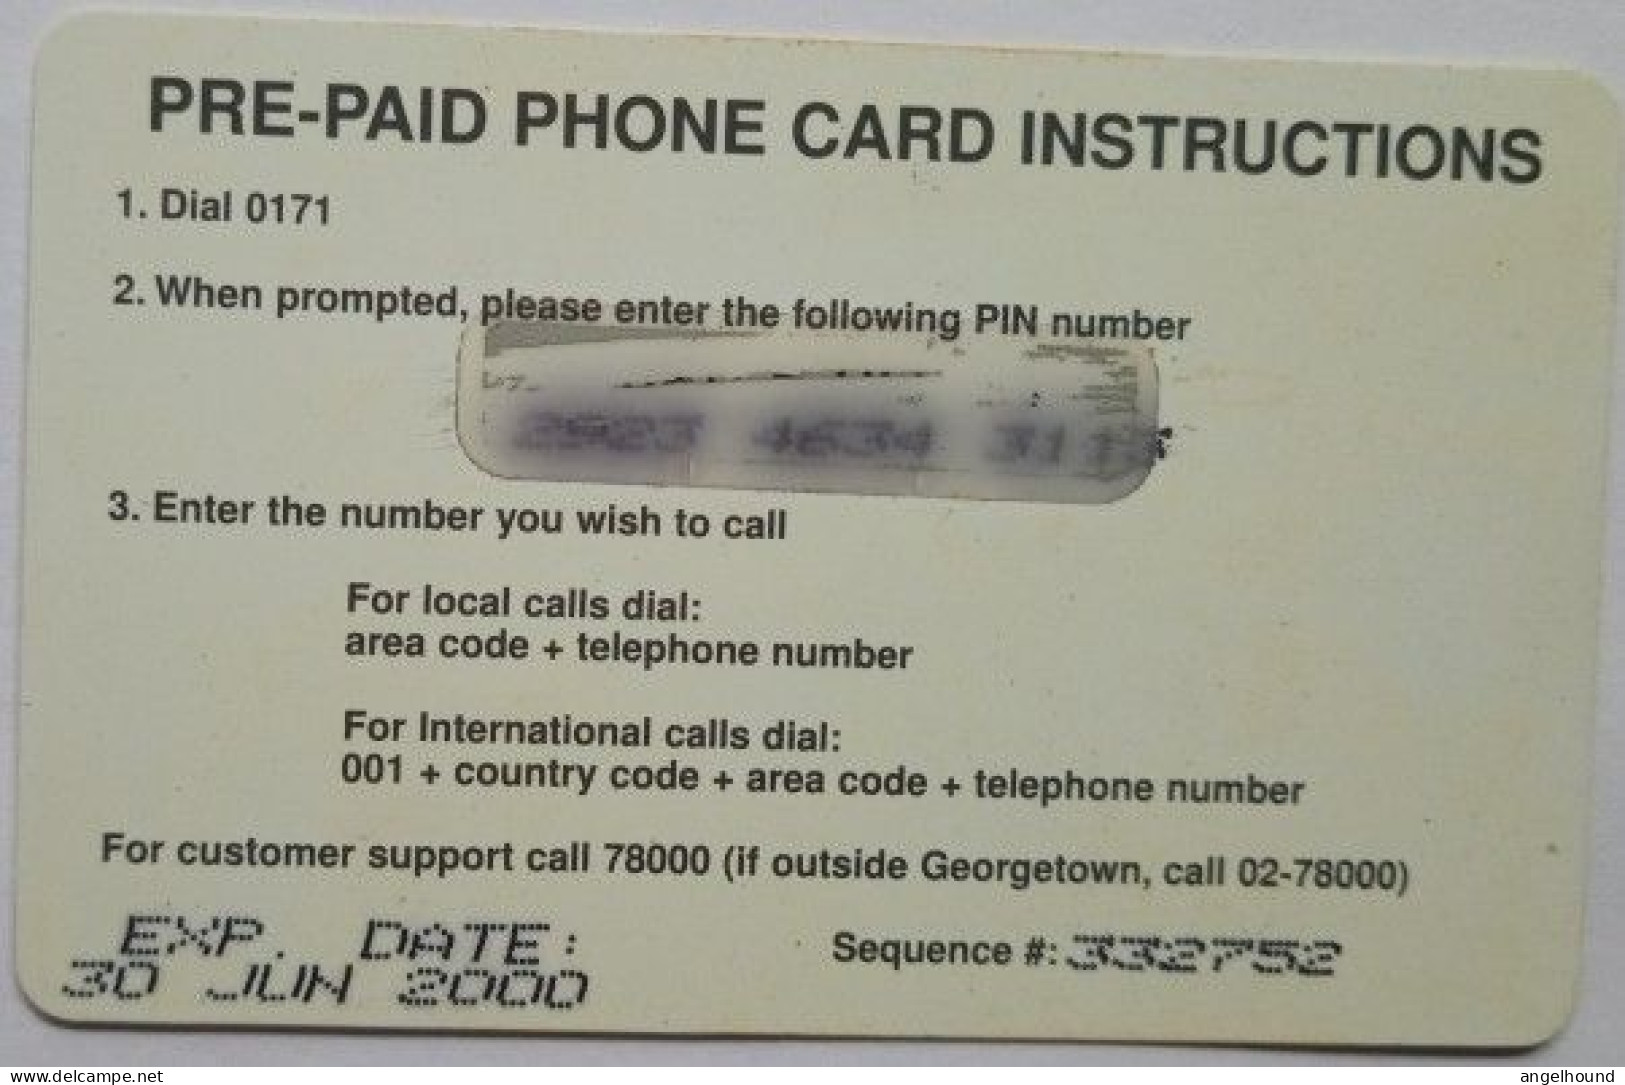 PRE-PAID PHONE CARD INSTRUCTIONS
1. Dial 0171
2. When prompted, please enter the following PIN number
2923 4634 31
3. Enter the number you wish to call
For local calls dial:
area code + telephone number
For International calls dial:
001 + country code + area code + telephone number
For customer support call 78000 (if outside Georgetown, call 02-78000)
EXP. DATE:
30 JUN 2000
Sequence #: 332752
www.delcampe.net
angelhound